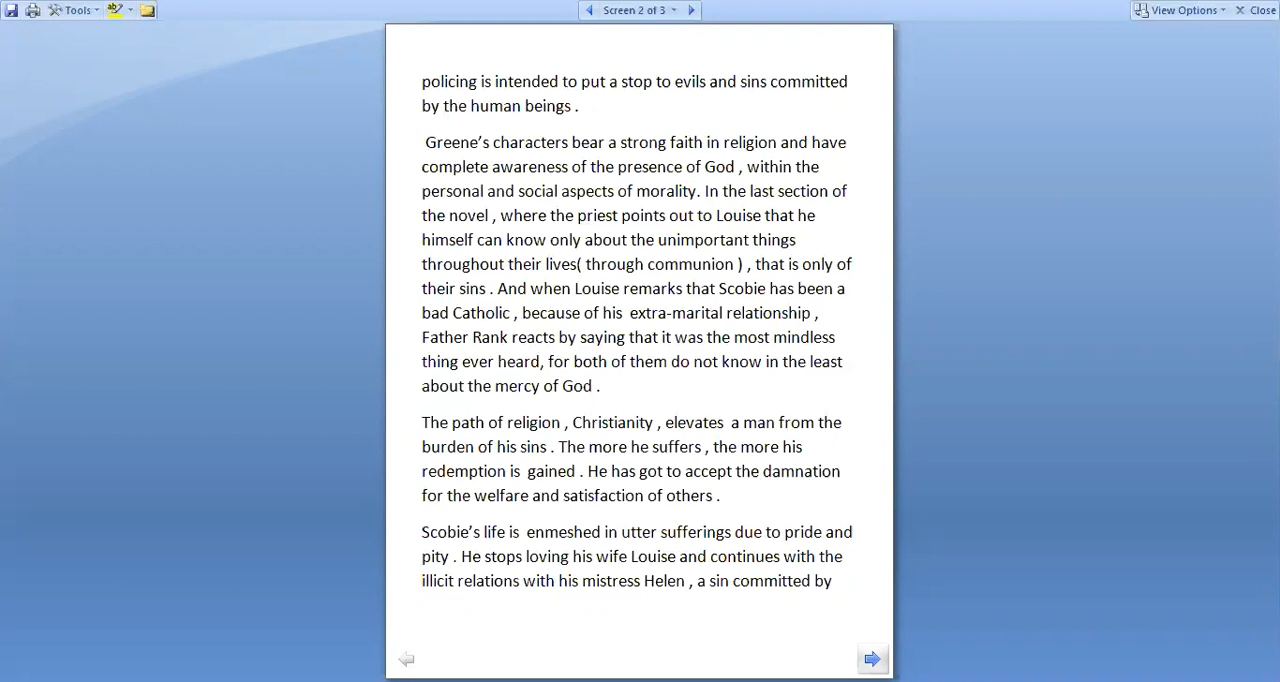 Tools
Screen 2 of 3
View Options
Close
policing is intended to put a stop to evils and sins committed
by the human beings .
Greene’s characters bear a strong faith in religion and have
complete awareness of the presence of God , within the
personal and social aspects of morality. In the last section of
the novel , where the priest points out to Louise that he
himself can know only about the unimportant things
throughout their lives( through communion ) , that is only of
their sins . And when Louise remarks that Scobie has been a
bad Catholic , because of his  extra-marital relationship ,
Father Rank reacts by saying that it was the most mindless
thing ever heard, for both of them do not know in the least
about the mercy of God .
The path of religion , Christianity , elevates  a man from the
burden of his sins . The more he suffers , the more his
redemption is  gained . He has got to accept the damnation
for the welfare and satisfaction of others .
Scobie’s life is  enmeshed in utter sufferings due to pride and
pity . He stops loving his wife Louise and continues with the
illicit relations with his mistress Helen , a sin committed by